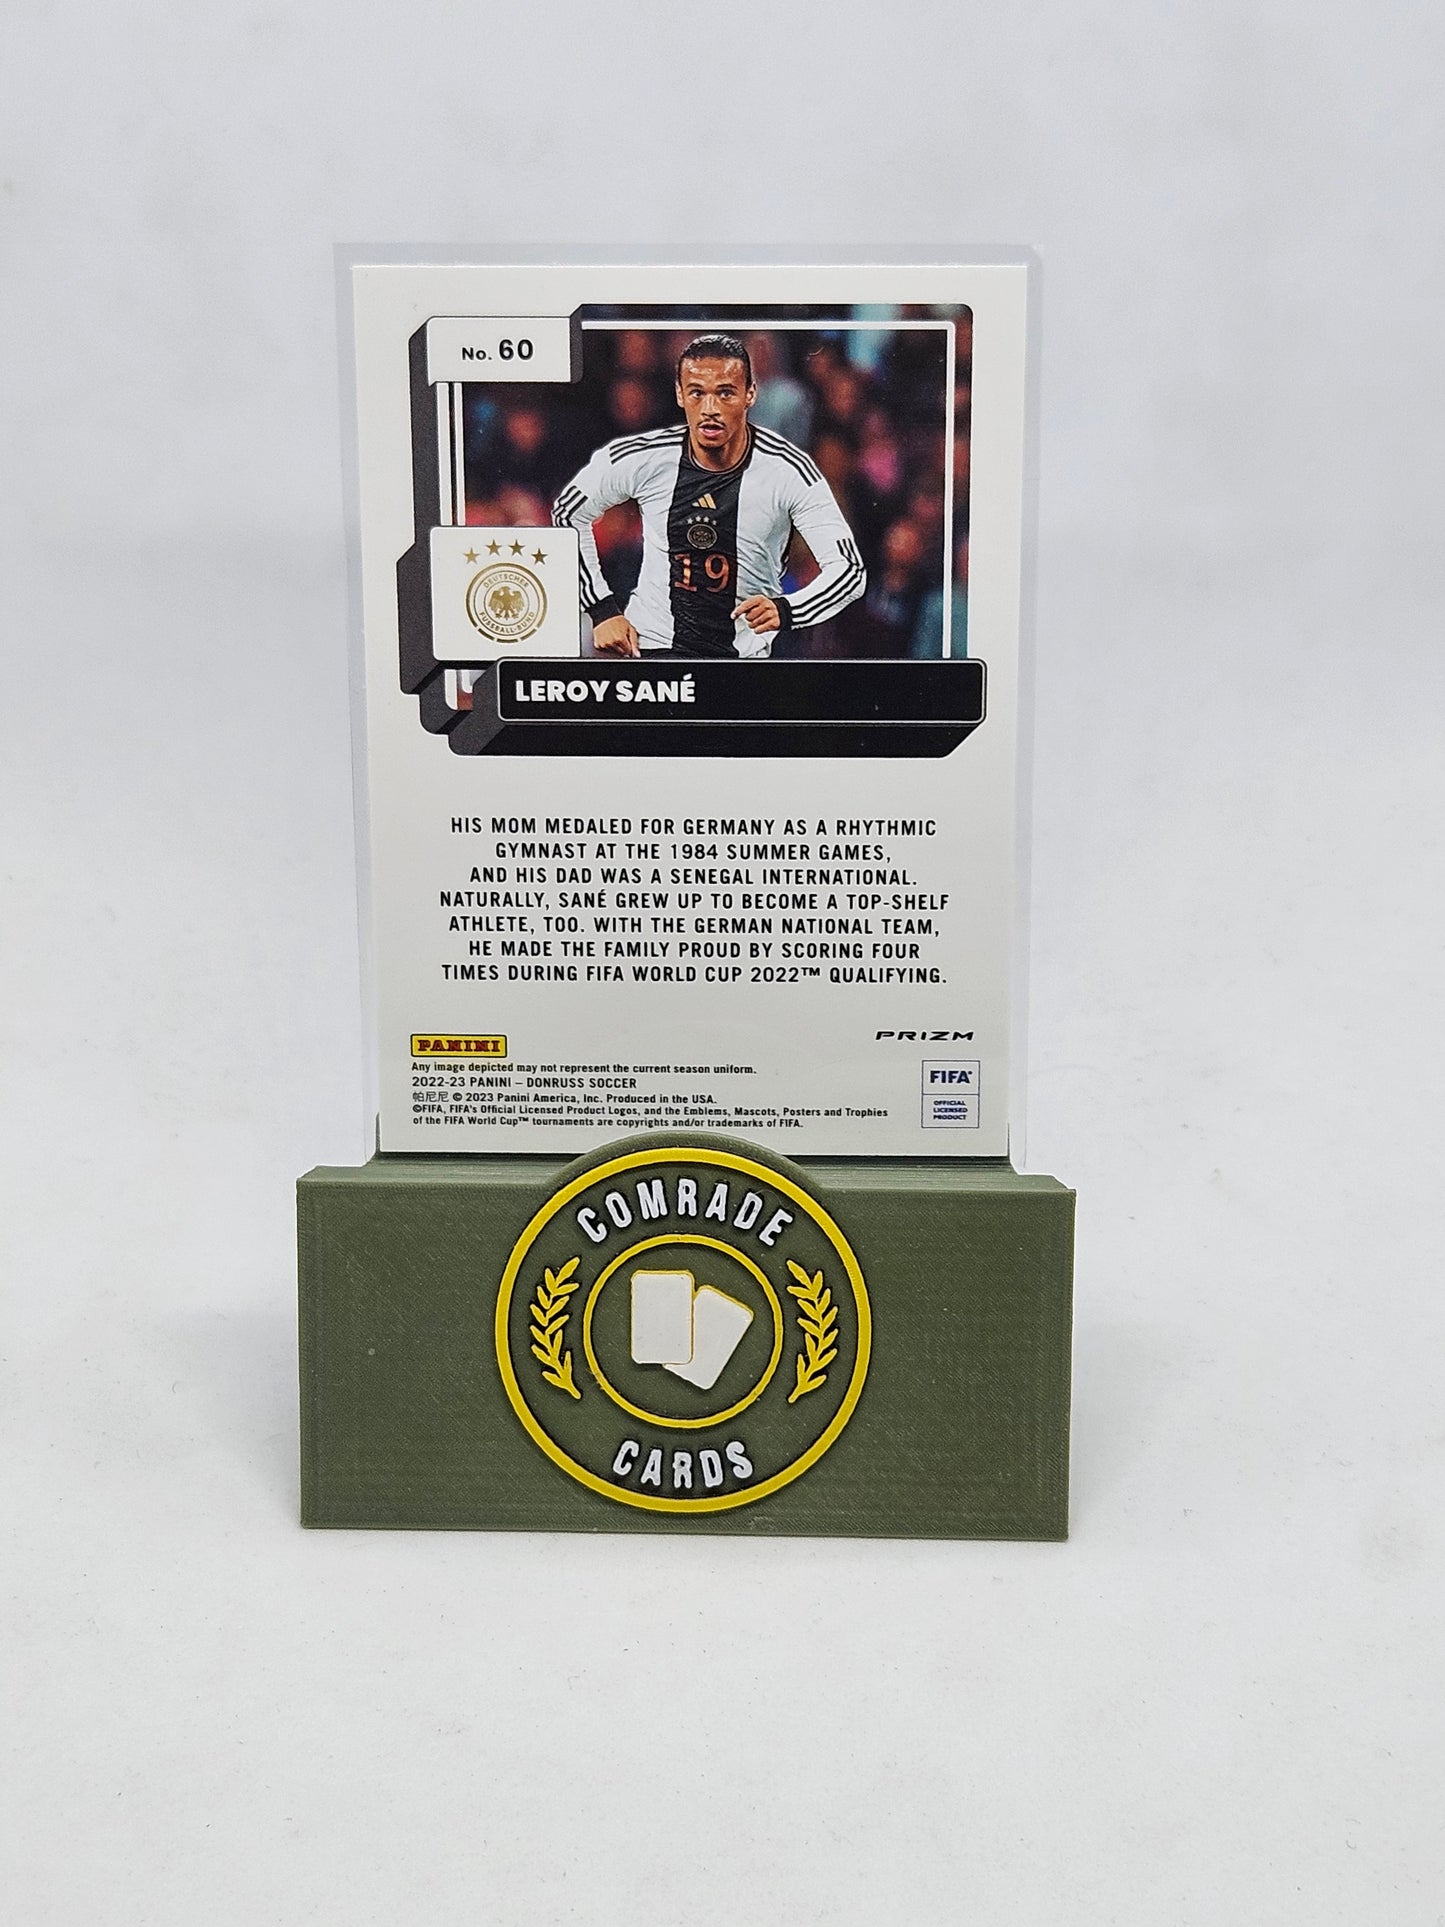 No. 60
19
DEUTSCHER
FUSSBALL-BUND
LEROY SANÉ
HIS MOM MEDALED FOR GERMANY AS A RHYTHMIC
GYMNAST AT THE 1984 SUMMER GAMES,
AND HIS DAD WAS A SENEGAL INTERNATIONAL.
NATURALLY, SANÉ GREW UP TO BECOME A TOP-SHELF
ATHLETE, TOO. WITH THE GERMAN NATIONAL TEAM,
HE MADE THE FAMILY PROUD BY SCORING FOUR
TIMES DURING FIFA WORLD CUP 2022™ QUALIFYING.
PRIZM
PANINI
Any image depicted may not represent the current season uniform.
2022-23 PANINI – DONRUSS SOCCER
帕尼尼 © 2023 Panini America, Inc. Produced in the USA.
©FIFA, FIFA's Official Licensed Product Logos, and the Emblems, Mascots, Posters and Trophies
of the FIFA World Cup™ tournaments are copyrights and/or trademarks of FIFA.
FIFA®
OFFICIAL
LICENSED
PRODUCT
COMRADE
CARDS